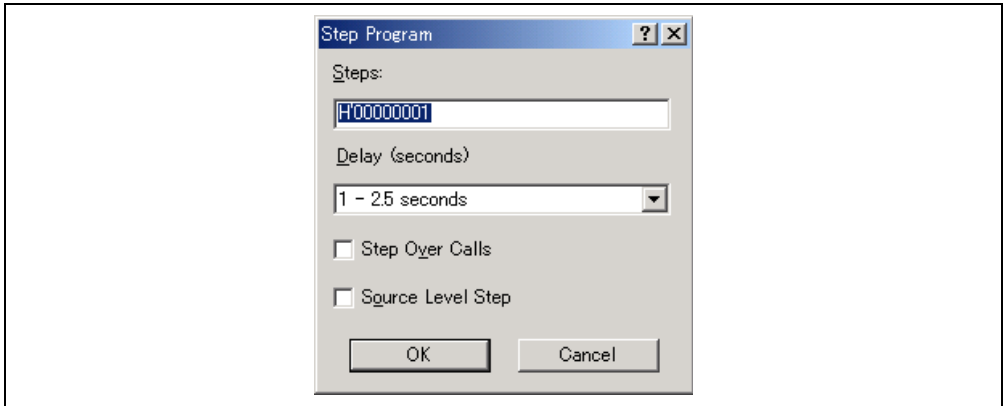 Step Program
Steps:
H'00000001
Delay (seconds)
1 - 2.5 seconds
Step Over Calls
Source Level Step
OK Cancel